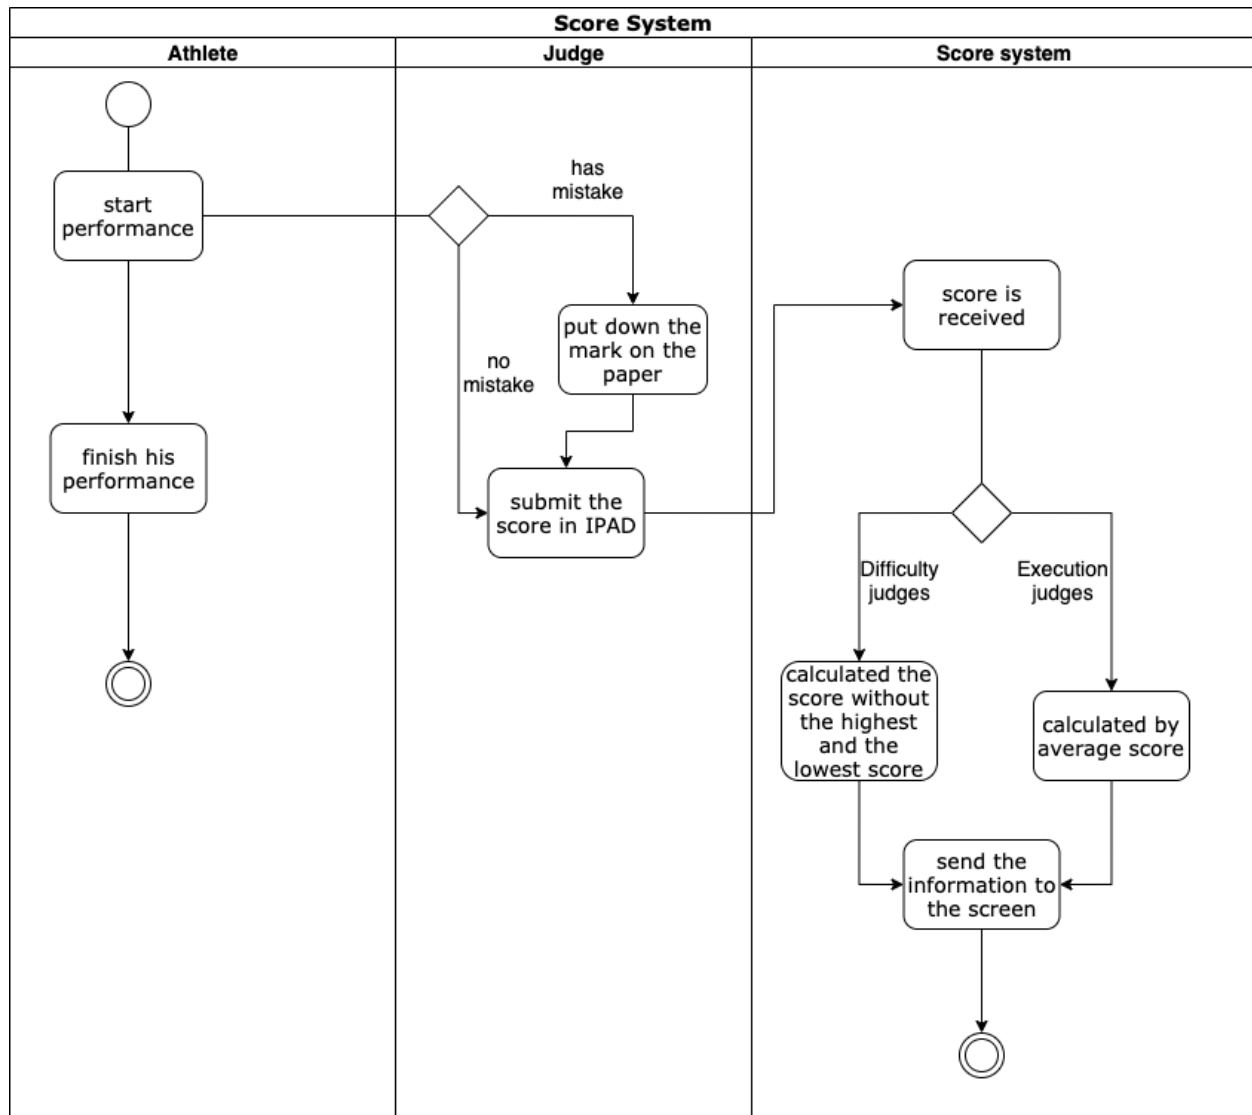 Score System
Athlete
Judge
Score system
start
performance
has
mistake
put down the
mark on the
paper
no
mistake
finish his
performance
submit the
score in IPAD
score is
received
Difficulty
judges
Execution
judges
calculated the
score without
the highest
and the
lowest score
calculated by
average score
send the
information to
the screen